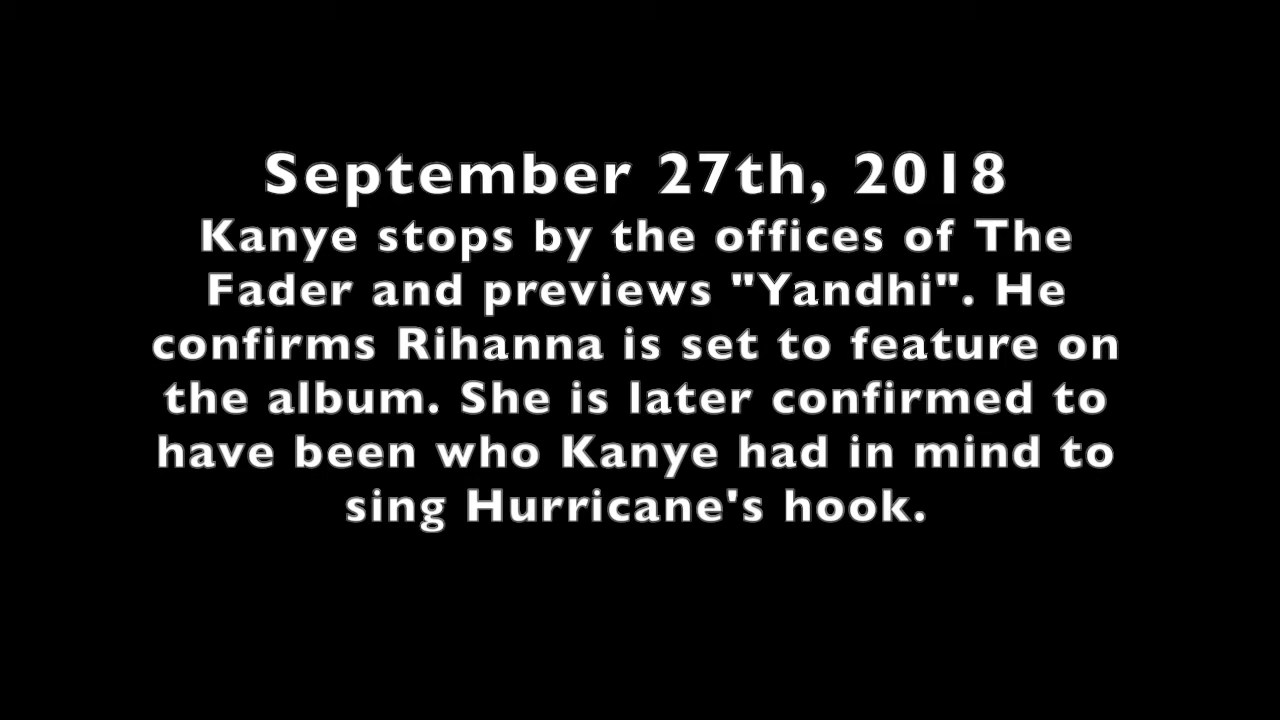 September 27th, 2018
Kanye stops by the offices of The
Fader and previews "Yandhi". He
confirms Rihanna is set to feature on
the album. She is later confirmed to
have been who Kanye had in mind to
sing Hurricane's hook.